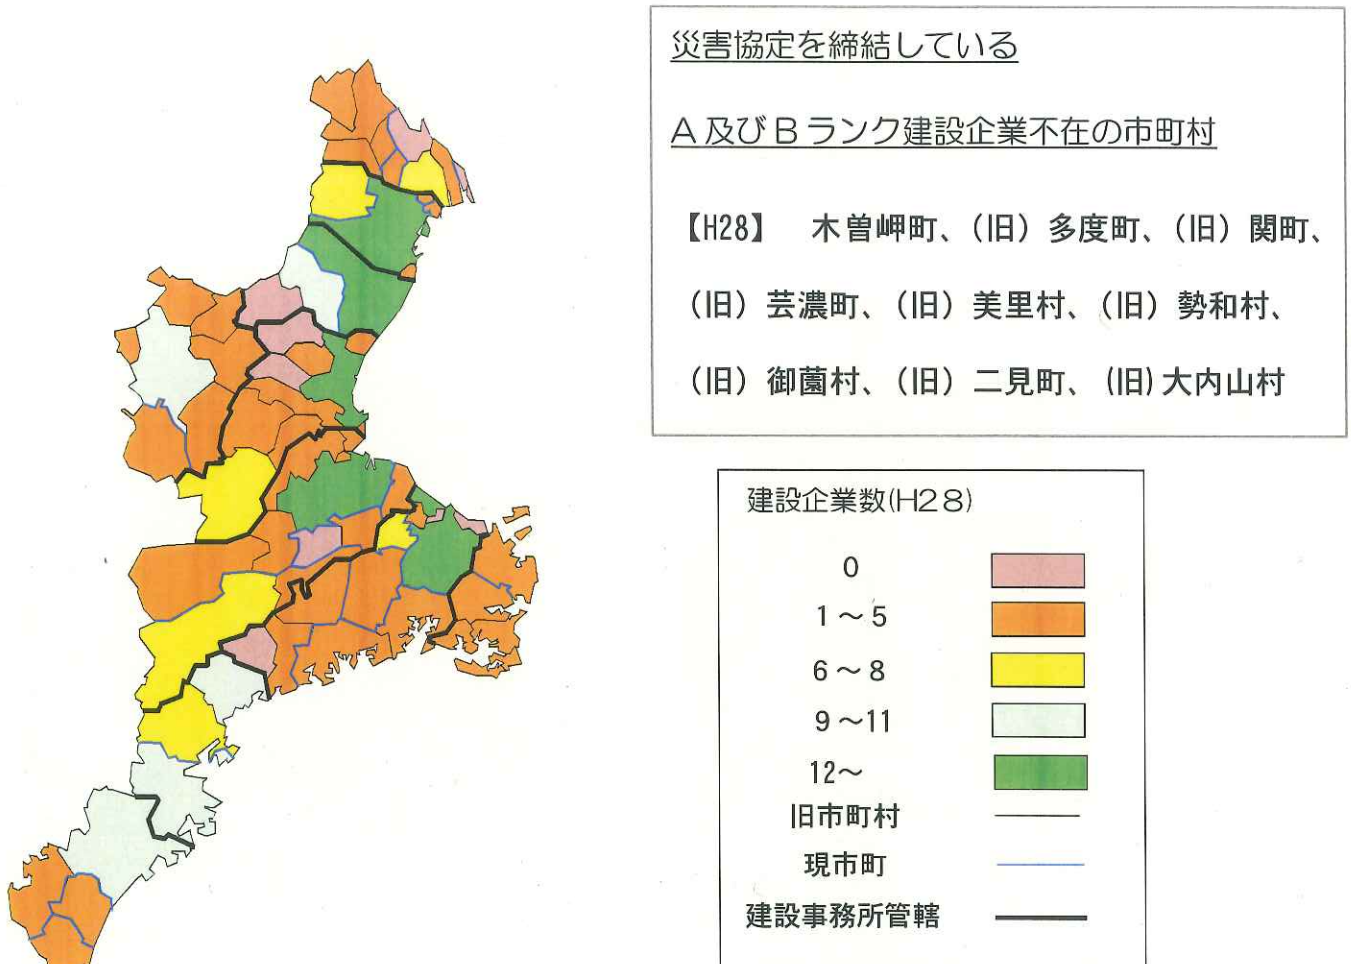 災害協定を締結している
A及びBランク建設企業不在の市町村
【H28】　木曽岬町、（旧）多度町、（旧）関町、
（旧）芸濃町、（旧）美里村、（旧）勢和村、
（旧）御薗村、（旧）二見町、(旧)大内山村
建設企業数(H28)
0
1～5
6～8
9～11
12～
旧市町村
現市町
建設事務所管轄